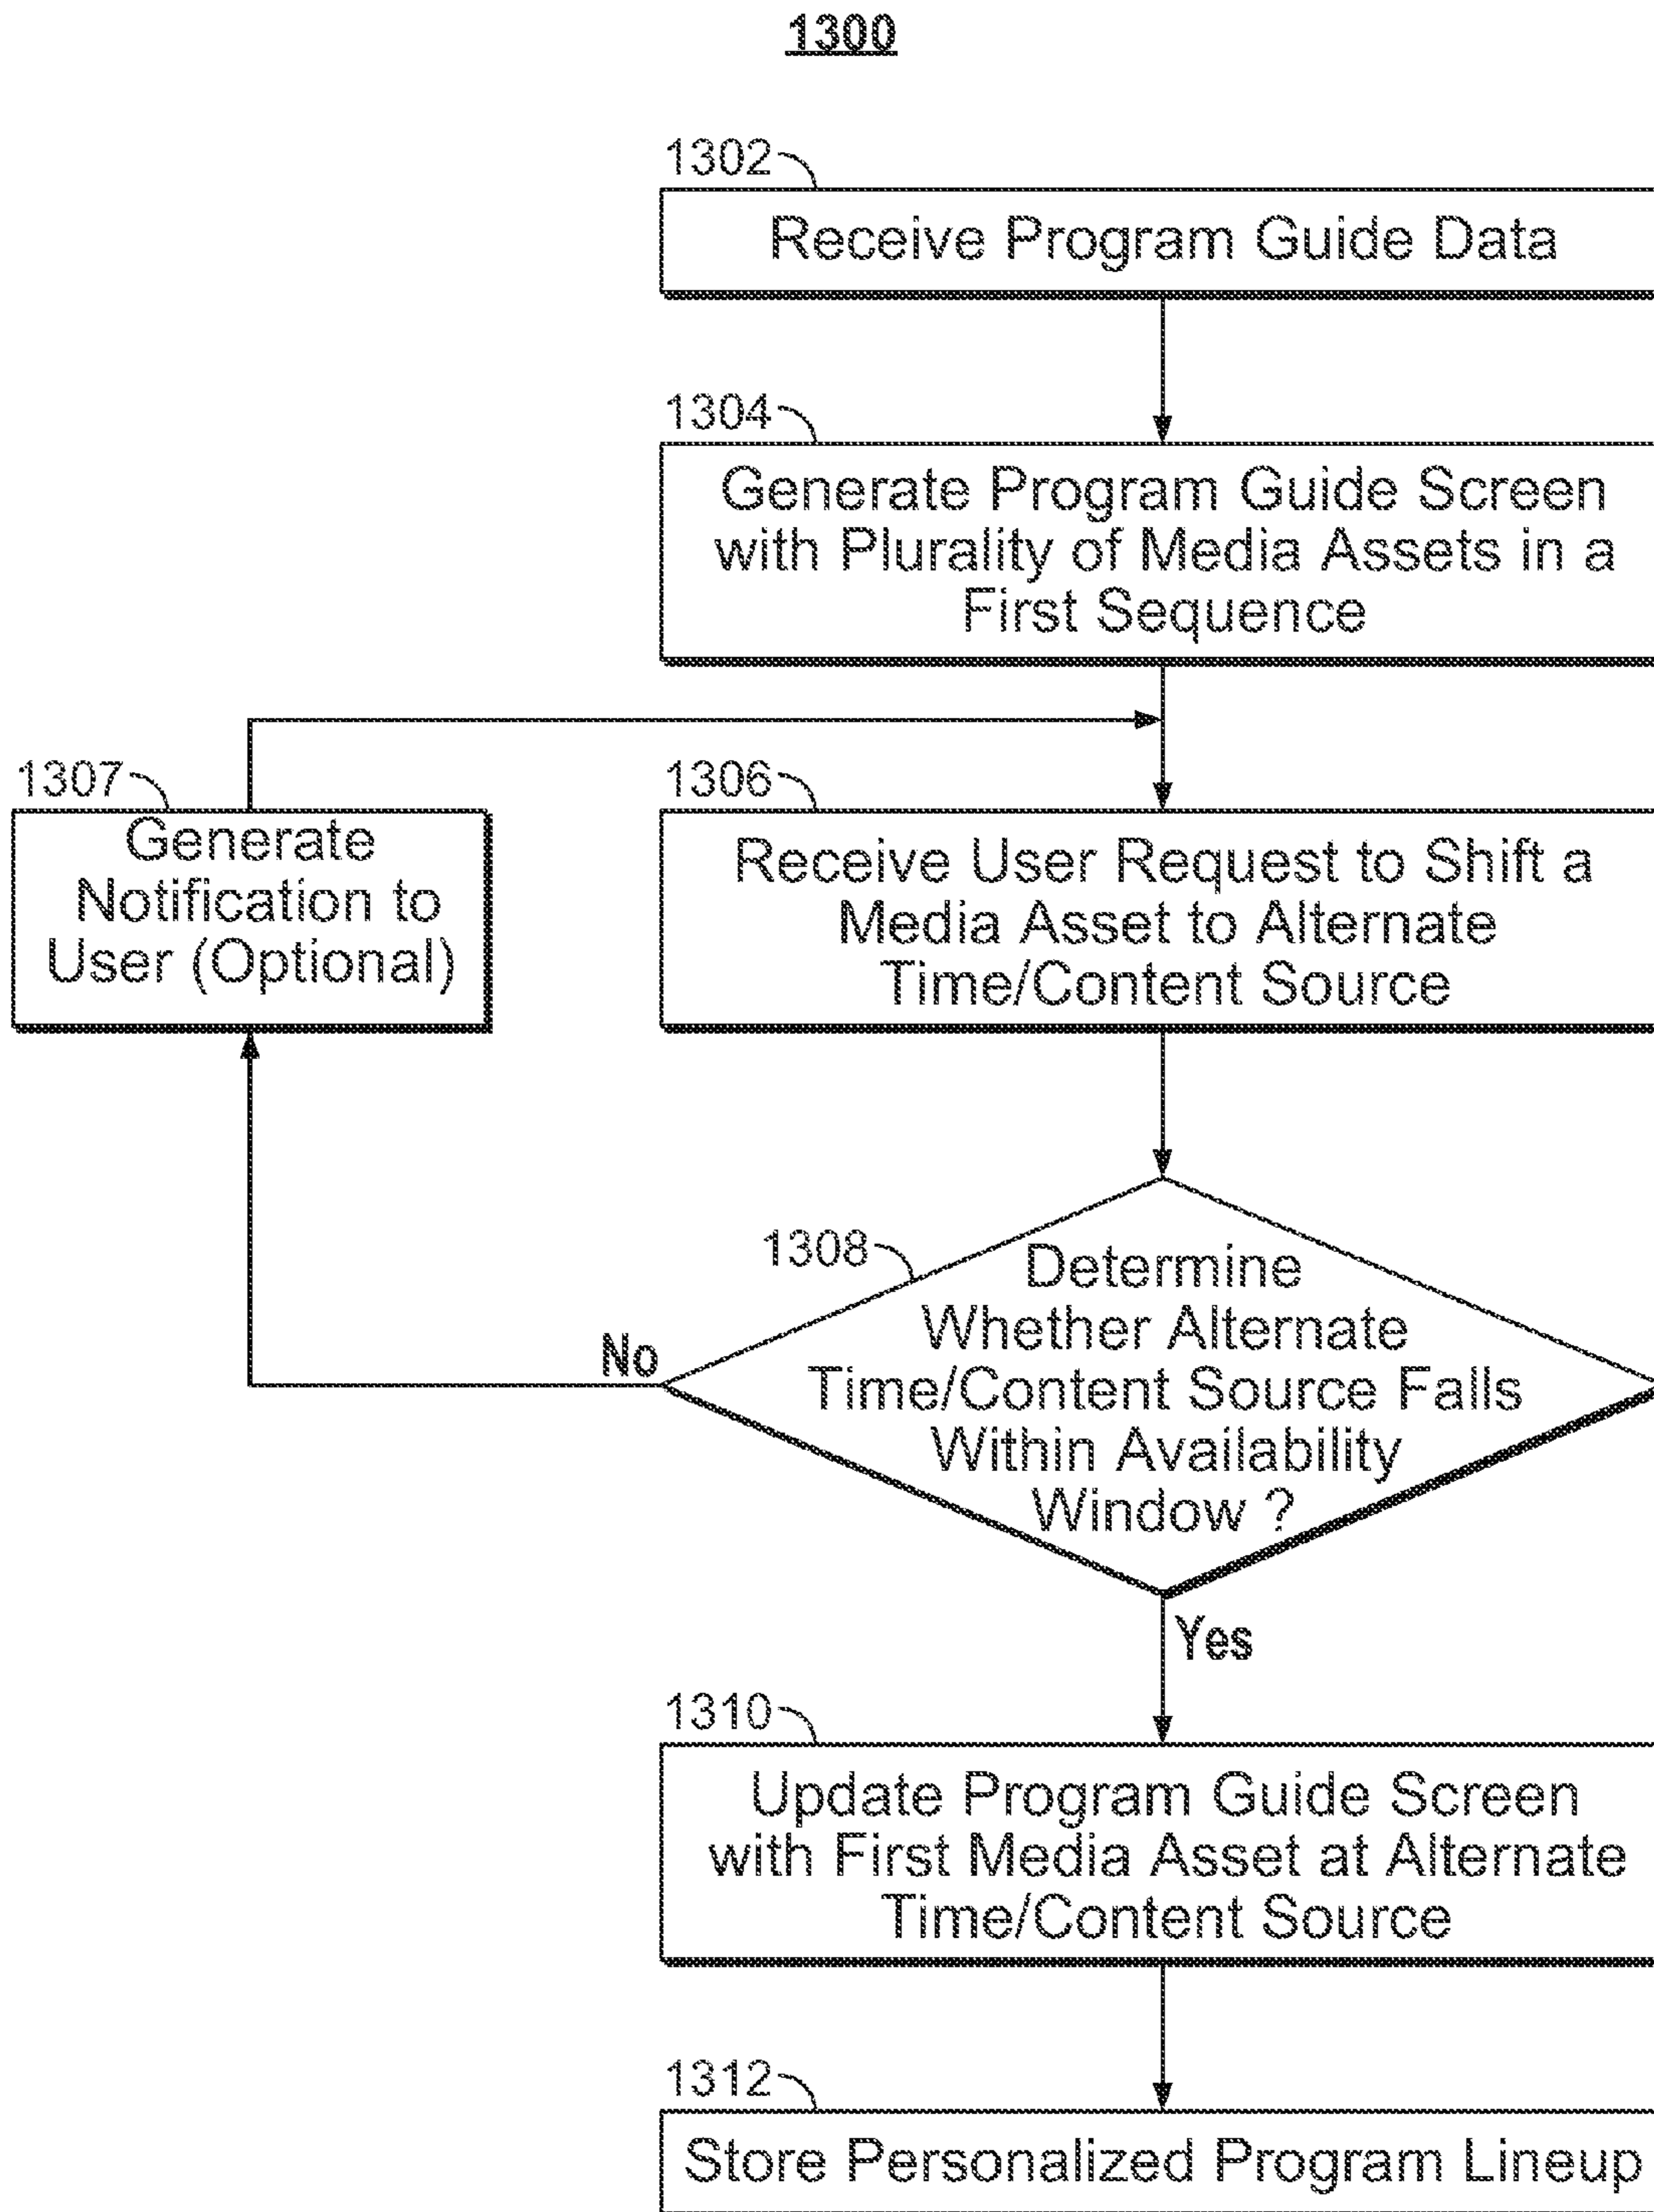 1300
1302
Receive Program Guide Data
1304
Generate Program Guide Screen
with Plurality of Media Assets in a
First Sequence
1307
Generate
Notification to
User (Optional)
1306
Receive User Request to Shift a
Media Asset to Alternate
Time/Content Source
1308
Determine
Whether Alternate
Time/Content Source Falls
Within Availability
Window ?
No
Yes
1310
Update Program Guide Screen
with First Media Asset at Alternate
Time/Content Source
1312
Store Personalized Program Lineup